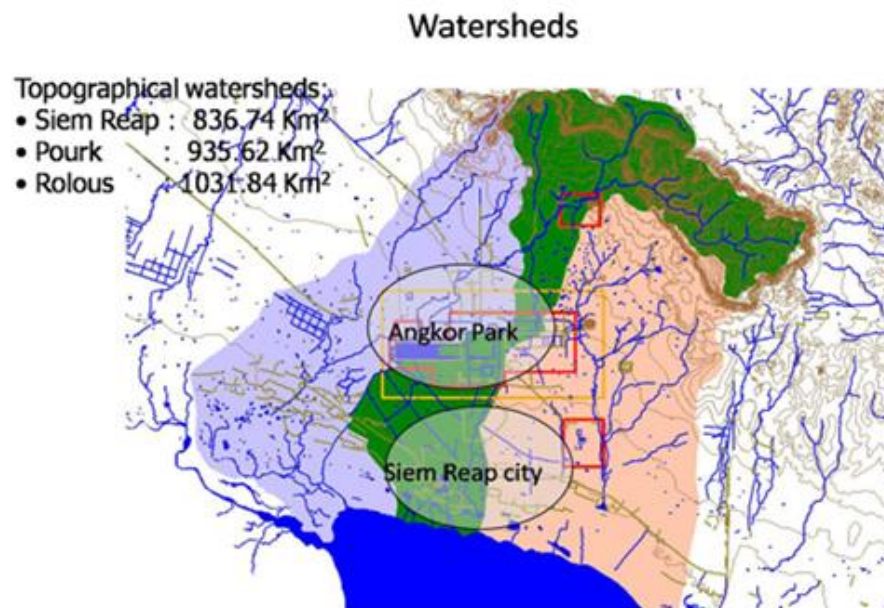 Watersheds
Topographical watersheds:
• Siem Reap : 836.74 Km²
• Pourk : 935.62 Km²
• Rolous 1031.84 Km²
Angkor Park
Siem Reap city